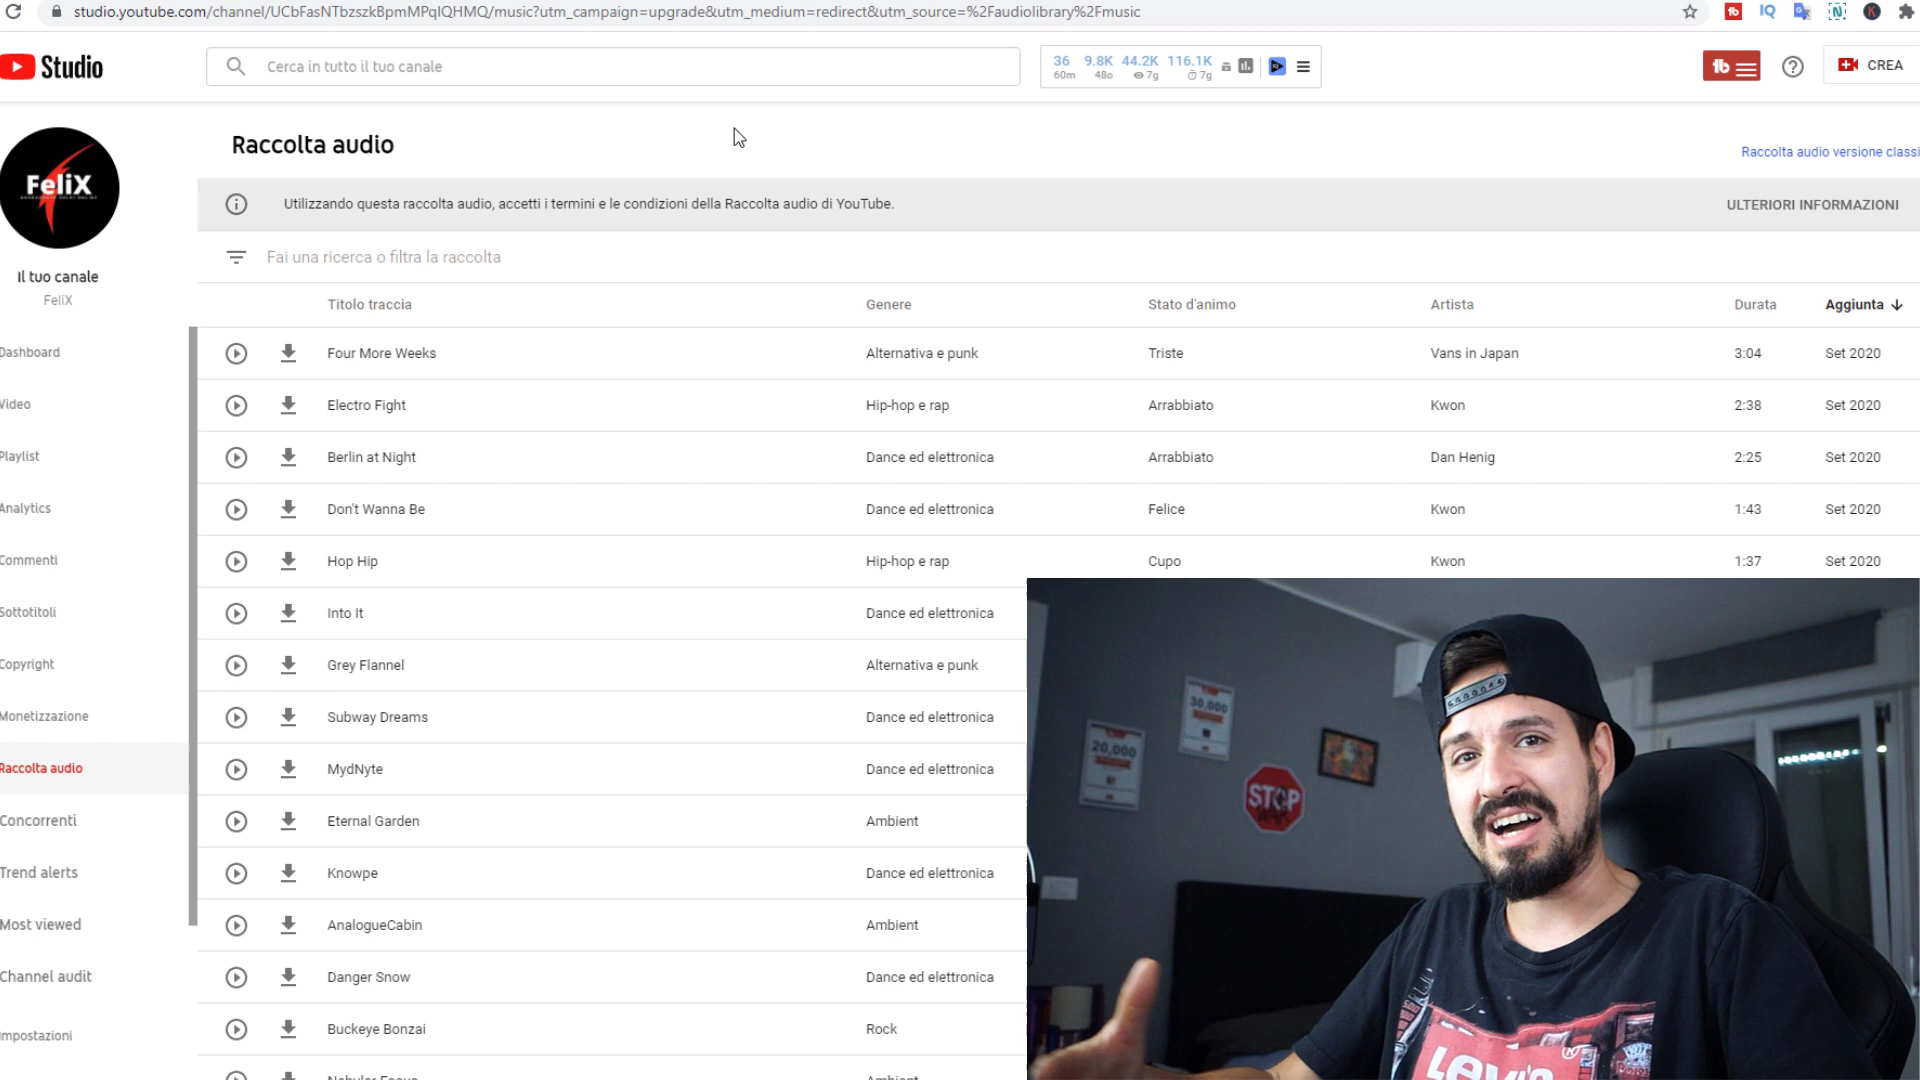 studio.youtube.com/channel/UCbFasNTbzszkBpmMPqIQHMQ/music?utm_campaign=upgrade&utm_medium=redirect&utm_source=%2Faudiolibrary%2Fmusic
IQ
N
K
Studio
Cerca in tutto il tuo canale
36 9.8K 44.2K 116.1K
60m 48o 7g 7g
CREA
FeliX
Il tuo canale
FeliX
Raccolta audio
Raccolta audio versione classi
Utilizzando questa raccolta audio, accetti i termini e le condizioni della Raccolta audio di YouTube.
ULTERIORI INFORMAZIONI
Fai una ricerca o filtra la raccolta
Titolo traccia Genere Stato d'animo Artista Durata Aggiunta
Four More Weeks Alternativa e punk Triste Vans in Japan 3:04 Set 2020
Electro Fight Hip-hop e rap Arrabbiato Kwon 2:38 Set 2020
Berlin at Night Dance ed elettronica Arrabbiato Dan Henig 2:25 Set 2020
Don't Wanna Be Dance ed elettronica Felice Kwon 1:43 Set 2020
Hop Hip Hip-hop e rap Cupo Kwon 1:37 Set 2020
Into It Dance ed elettronica
Grey Flannel Alternativa e punk
Subway Dreams Dance ed elettronica
MydNyte Dance ed elettronica
Eternal Garden Ambient
Knowpe Dance ed elettronica
AnalogueCabin Ambient
Danger Snow Dance ed elettronica
Buckeye Bonzai Rock
Dashboard
Video
Playlist
Analytics
Commenti
Sottotitoli
Copyright
Monetizzazione
Raccolta audio
Concorrenti
Trend alerts
Most viewed
Channel audit
Impostazioni
30,000
20,000
STOP
WAR
Levi's